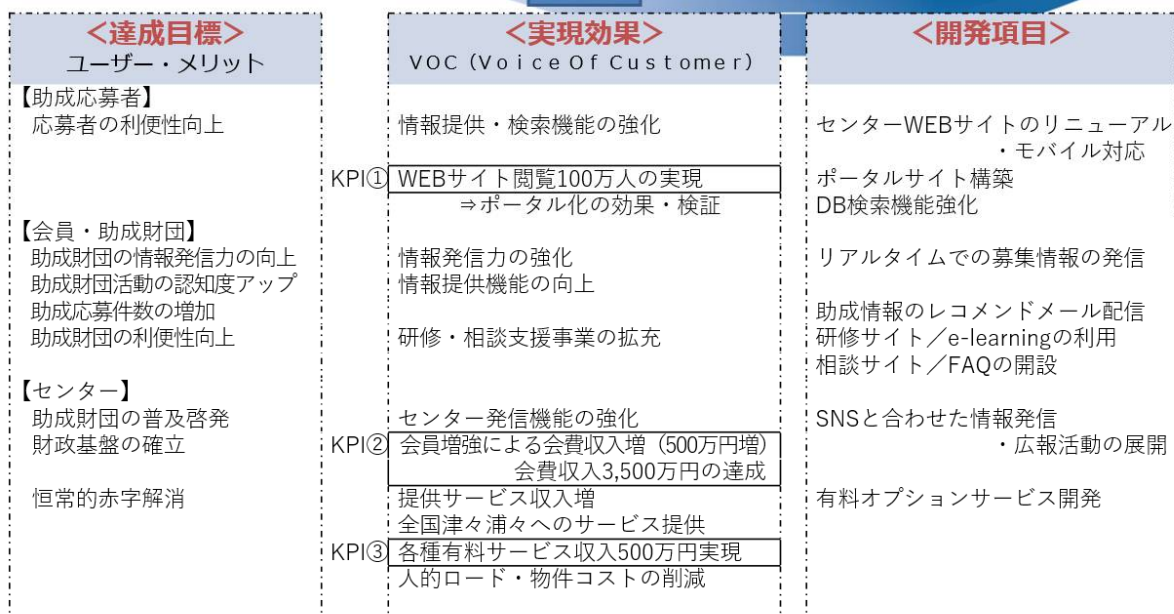 <達成目標>
ユーザー・メリット
【助成応募者】
応募者の利便性向上
【会員・助成財団】
助成財団の情報発信力の向上
助成財団活動の認知度アップ
助成応募件数の増加
助成財団の利便性向上
【センター】
助成財団の普及啓発
財政基盤の確立
恒常的赤字解消
<実現効果>
VOC(Voice Of Customer)
情報提供・検索機能の強化
KPI① WEBサイト閲覧100万人の実現
⇒ポータル化の効果・検証
情報発信力の強化
情報提供機能の向上
研修・相談支援事業の拡充
センター発信機能の強化
KPI② 会員増強による会費収入増(500万円増)
会費収入3,500万円の達成
提供サービス収入増
全国津々浦々へのサービス提供
KPI③ 各種有料サービス収入500万円実現
人的ロード・物件コストの削減
<開発項目>
センターWEBサイトのリニューアル
・モバイル対応
ポータルサイト構築
DB検索機能強化
リアルタイムでの募集情報の発信
助成情報のレコメンドメール配信
研修サイト/e-learningの利用
相談サイト/FAQの開設
SNSと合わせた情報発信
・広報活動の展開
有料オプションサービス開発